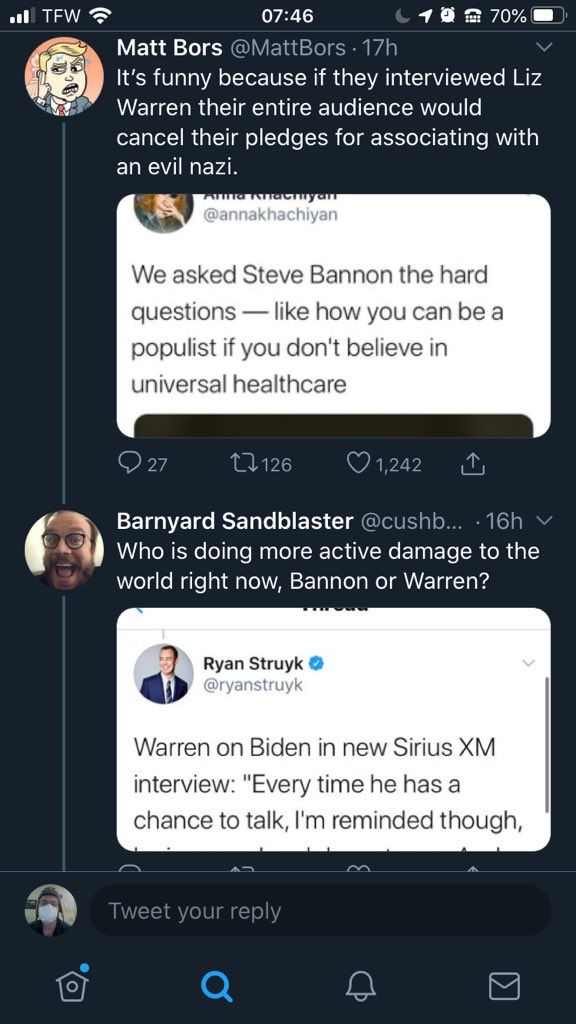 TFW 07:46 70%
Matt Bors @MattBors · 17h
It's funny because if they interviewed Liz
Warren their entire audience would
cancel their pledges for associating with
an evil nazi.
Anna Khachiyan
@annakhachiyan
We asked Steve Bannon the hard
questions — like how you can be a
populist if you don't believe in
universal healthcare
27 126 1,242
Barnyard Sandblaster @cushb... · 16h
Who is doing more active damage to the
world right now, Bannon or Warren?
Thread
Ryan Struyk
@ryanstruyk
Warren on Biden in new Sirius XM
interview: "Every time he has a
chance to talk, I'm reminded though,
Tweet your reply